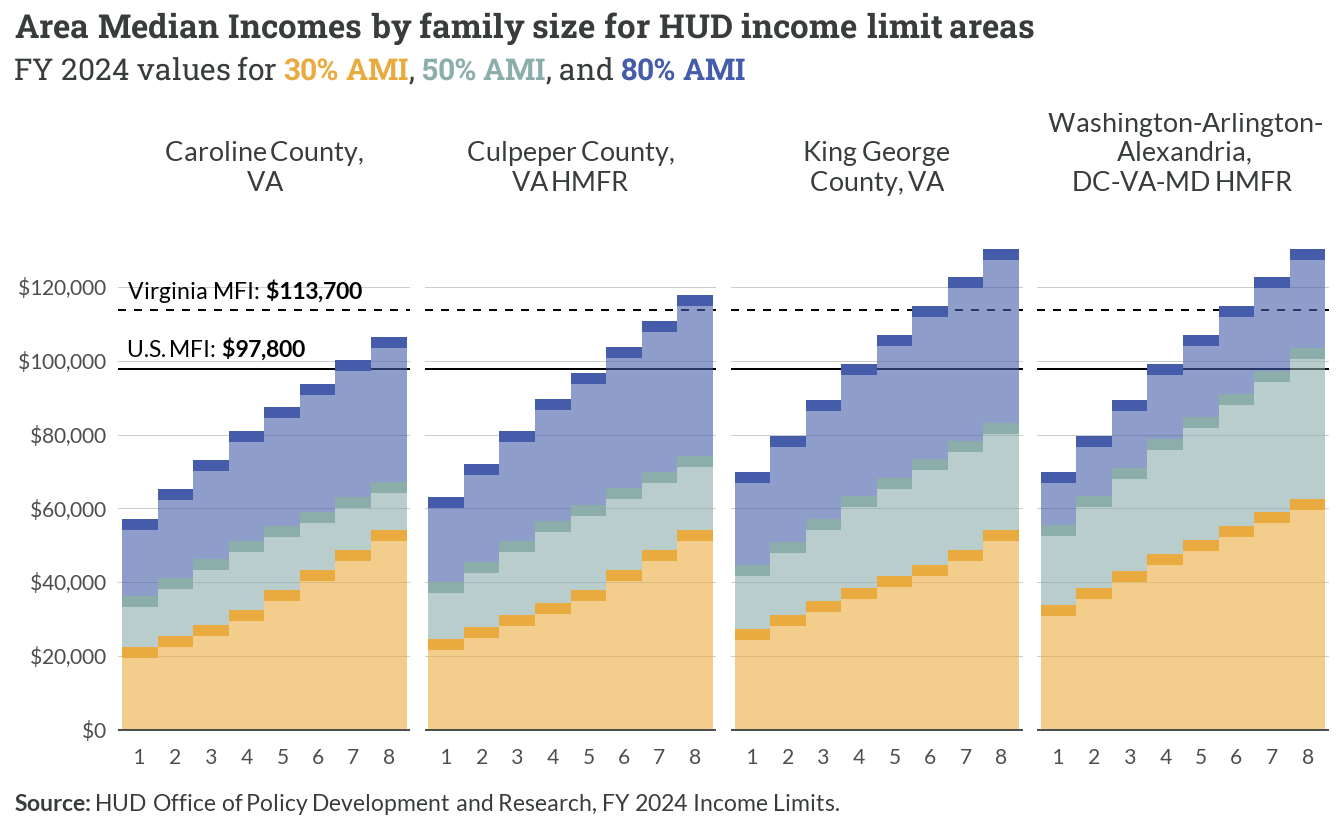 Area Median Incomes by family size for HUD income limit areas
FY 2024 values for 30% AMI, 50% AMI, and 80% AMI
Caroline County,
VA
Culpeper County,
VA HMFR
King George
County, VA
Washington-Arlington-
Alexandria,
DC-VA-MD HMFR
$120,000
$100,000
$80,000
$60,000
$40,000
$20,000
$0
Virginia MFI: $113,700
U.S. MFI: $97,800
1 2 3 4 5 6 7 8
1 2 3 4 5 6 7 8
1 2 3 4 5 6 7 8
1 2 3 4 5 6 7 8
Source: HUD Office of Policy Development and Research, FY 2024 Income Limits.